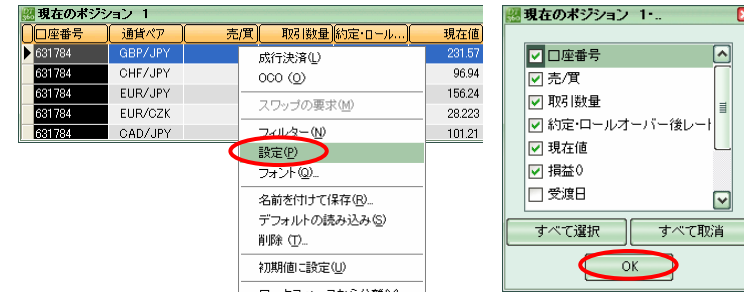 現在のポジション 1
口座番号 通貨ペア 売/買 取引数量 約定・ロール... 現在値
631784 GBP/JPY 231.57
631784 CHF/JPY 96.94
631784 EUR/JPY 156.24
631784 EUR/CZK 28.223
631784 CAD/JPY 101.21
成行決済(L)
OCO (O)
スワップの要求(M)
フィルター(N)
設定(P)
フォント(Q)...
名前を付けて保存(R)...
デフォルトの読み込み(S)
削除 (T)...
初期値に設定(U)
現在のポジション 1-..
口座番号
売/買
取引数量
約定・ロールオーバー後レート
現在値
損益0
受渡日
すべて選択 すべて取消
OK